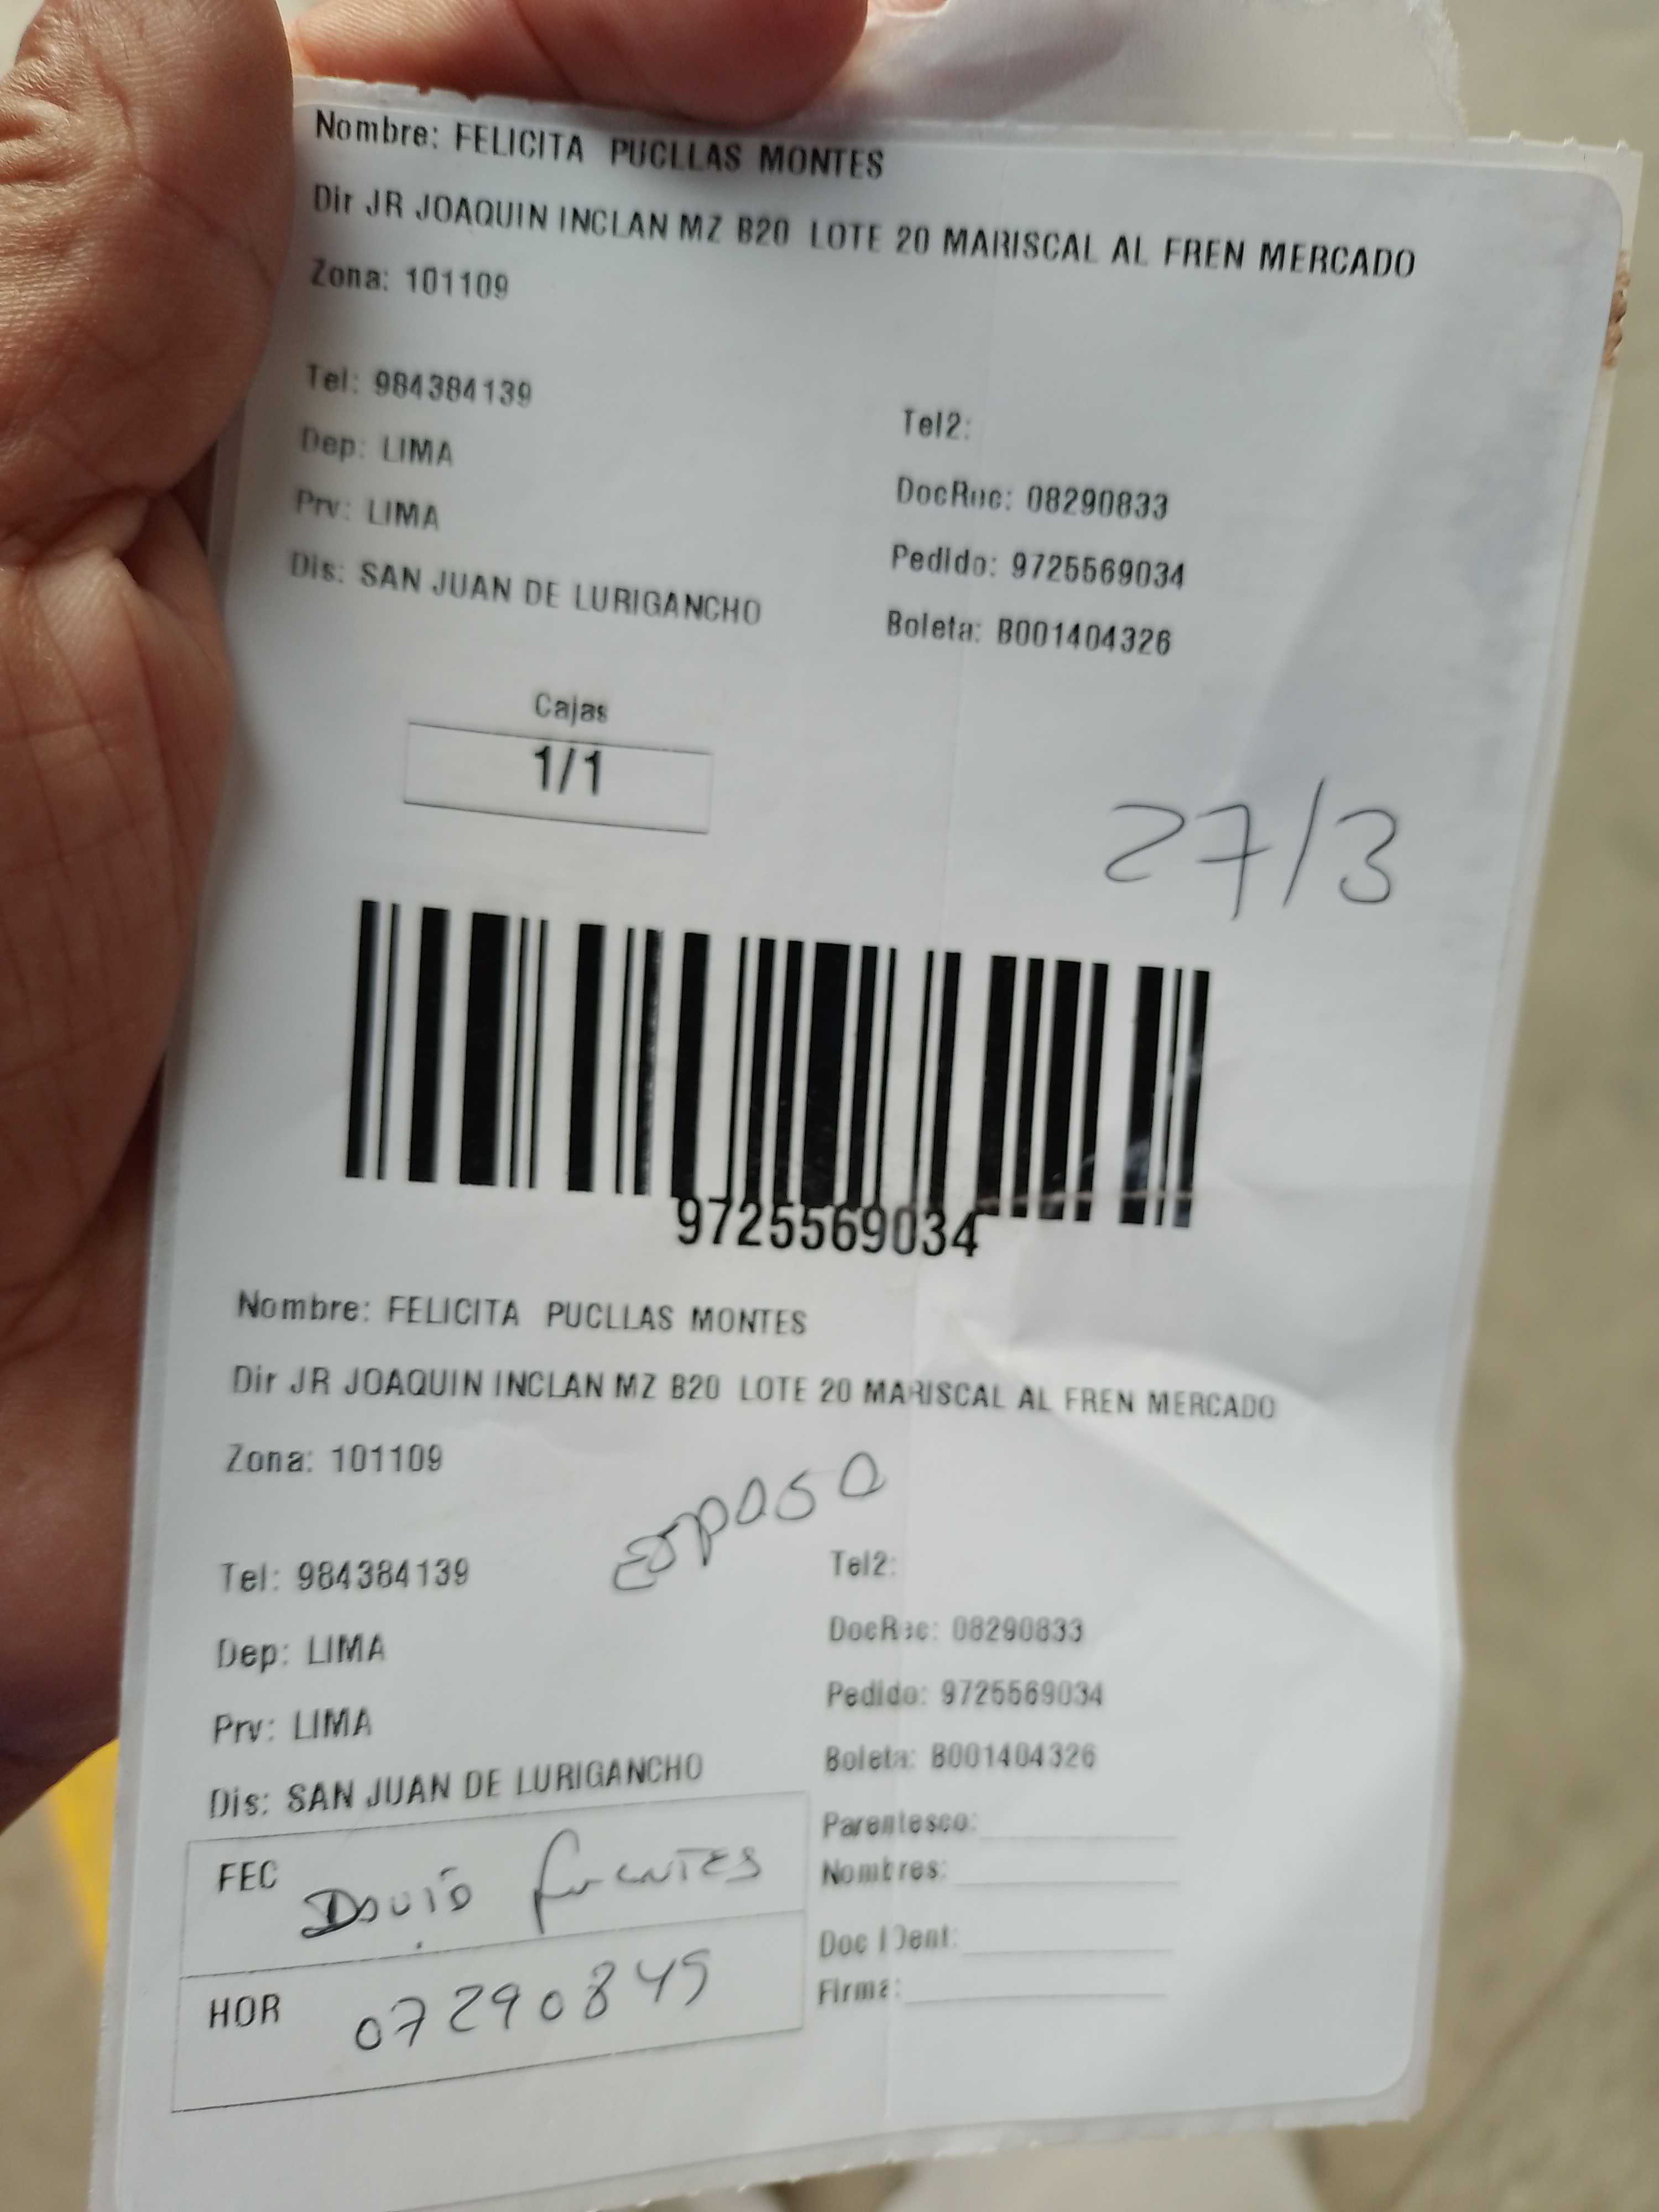 Nombre: FELICITA PUCLLAS MONTES
Dir JR JOAQUIN INCLAN MZ B20 LOTE 20 MARISCAL AL FREN MERCADO
Zona: 101109
Tel: 984384139
Tel2:
Dep: LIMA
DocRec: 08290833
Prv: LIMA
Pedido: 9725569034
Dis: SAN JUAN DE LURIGANCHO
Boleta: B001404326
Cajas
1/1
27/3
9725569034
Nombre: FELICITA PUCLLAS MONTES
Dir JR JOAQUIN INCLAN MZ B20 LOTE 20 MARISCAL AL FREN MERCADO
Zona: 101109
Esposo
Tel: 984384139
Tel2:
DocRec: 08290833
Dep: LIMA
Pedido: 9725569034
Prv: LIMA
Boleta: B001404326
Dis: SAN JUAN DE LURIGANCHO
Parentesco:
FEC David fuentes
Nombres:
Doc IDent:
HOR 07290845
Firma: